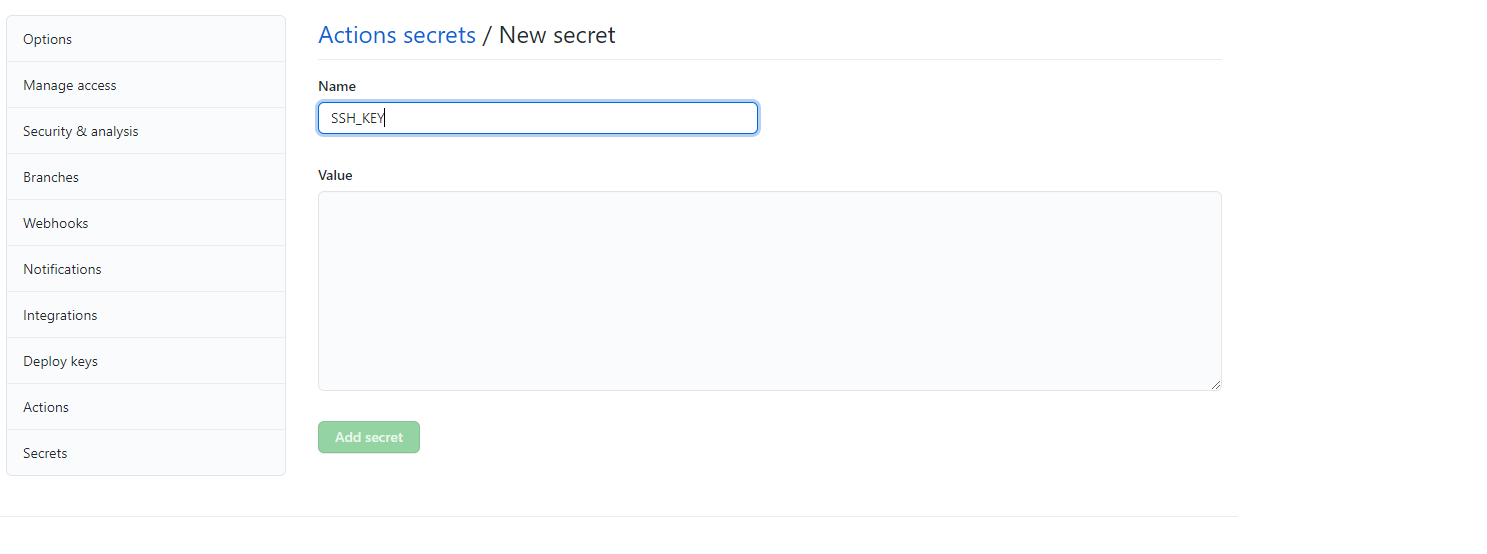 Options
Manage access
Security & analysis
Branches
Webhooks
Notifications
Integrations
Deploy keys
Actions
Secrets
Actions secrets / New secret
Name
SSH_KEY
Value
Add secret